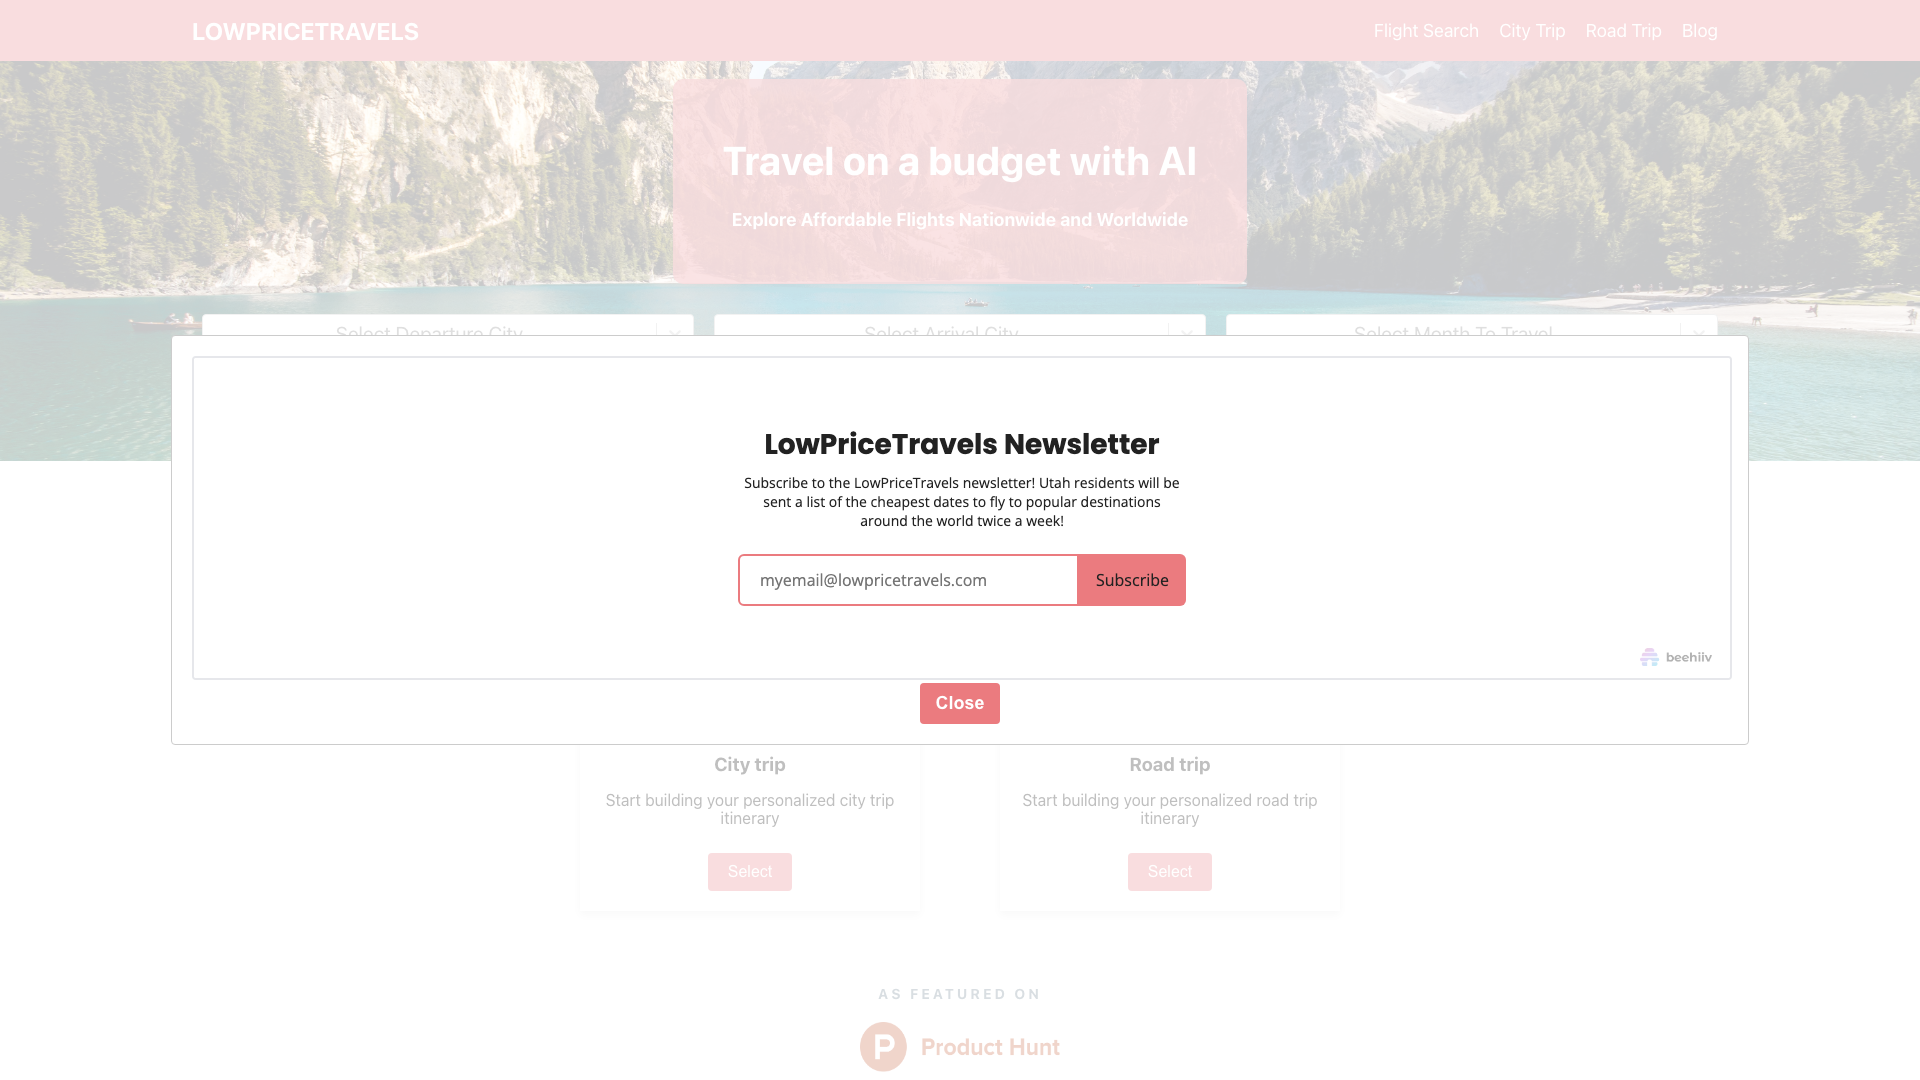 LOWPRICETRAVELS
Flight Search
City Trip
Road Trip
Blog
Travel on a budget with AI
Explore Affordable Flights Nationwide and Worldwide
Select Departure City
Select Arrival City
Select Month To Travel
LowPriceTravels Newsletter
Subscribe to the LowPriceTravels newsletter! Utah residents will be
sent a list of the cheapest dates to fly to popular destinations
around the world twice a week!
myemail@lowpricetravels.com
Subscribe
beehiiv
Close
City trip
Start building your personalized city trip
itinerary
Select
Road trip
Start building your personalized road trip
itinerary
Select
AS FEATURED ON
P Product Hunt